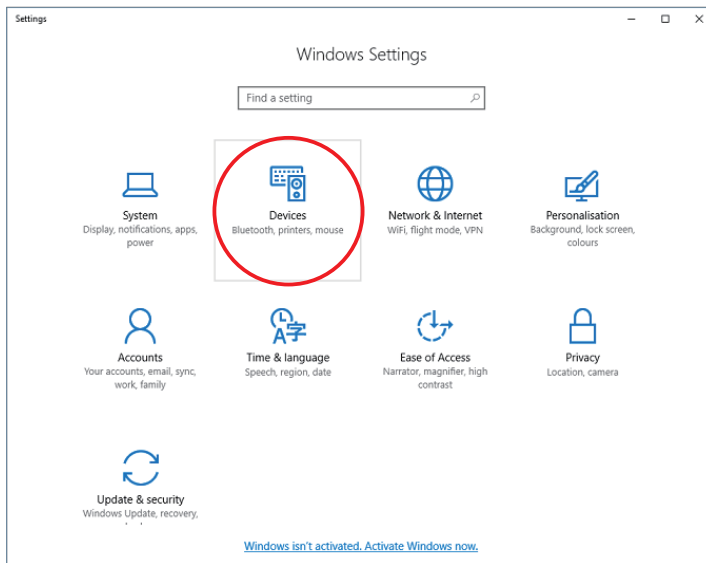 Settings
Windows Settings
Find a setting
System
Display, notifications, apps,
power
Devices
Bluetooth, printers, mouse
Network & Internet
WiFi, flight mode, VPN
Personalisation
Background, lock screen,
colours
Accounts
Your accounts, email, sync,
work, family
Time & language
Speech, region, date
Ease of Access
Narrator, magnifier, high
contrast
Privacy
Location, camera
Update & security
Windows Update, recovery,
Windows isn't activated. Activate Windows now.